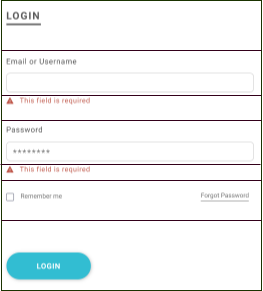 LOGIN
Email or Username
This field is required
Password
********
This field is required
Remember me Forgot Password
LOGIN